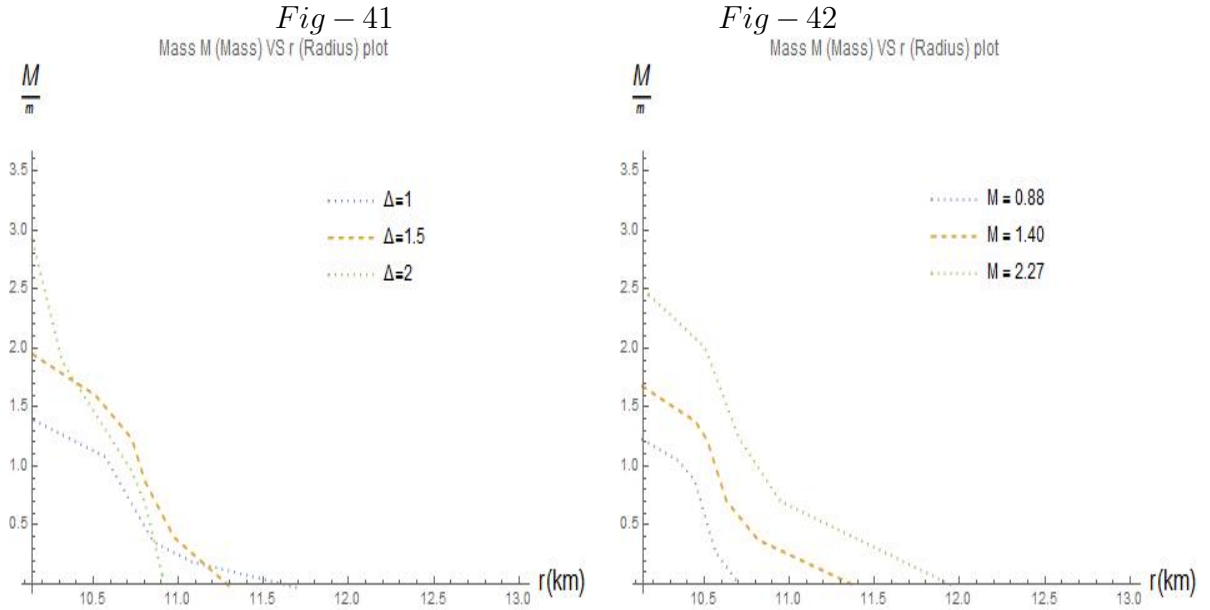 Fig – 41
Mass M (Mass) VS r (Radius) plot
M
m
3.5
3.0
2.5
2.0
1.5
1.0
0.5
Δ=1
Δ=1.5
Δ=2
10.5 11.0 11.5 12.0 12.5 13.0
r(km)
Fig – 42
Mass M (Mass) VS r (Radius) plot
M
m
3.5
3.0
2.5
2.0
1.5
1.0
0.5
M = 0.88
M = 1.40
M = 2.27
10.5 11.0 11.5 12.0 12.5 13.0
r(km)